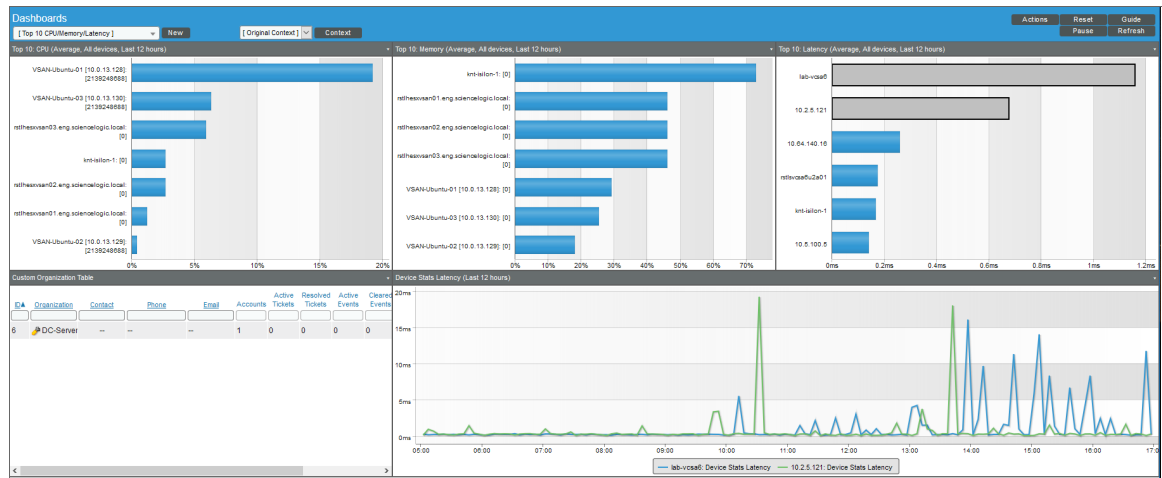 Dashboards
[ Top 10 CPU/Memory/Latency ] New [ Original Context ] Context
Actions Reset Guide
Pause Refresh
Top 10: CPU (Average, All devices, Last 12 hours)
VSAN-Ubuntu-01 [10.0.13.128]:
[2139248688]
VSAN-Ubuntu-03 [10.0.13.130]:
[2139248688]
rstlhesxvsan03.eng.sciencelogic.local:
[0]
knt-isilon-1: [0]
rstlhesxvsan02.eng.sciencelogic.local:
[0]
rstlhesxvsan01.eng.sciencelogic.local:
[0]
VSAN-Ubuntu-02 [10.0.13.129]:
[2139248688]
0% 5% 10% 15% 20%
Top 10: Memory (Average, All devices, Last 12 hours)
knt-isilon-1: [0]
rstlhesxvsan01.eng.sciencelogic.local:
[0]
rstlhesxvsan02.eng.sciencelogic.local:
[0]
rstlhesxvsan03.eng.sciencelogic.local:
[0]
VSAN-Ubuntu-01 [10.0.13.128]: [0]
VSAN-Ubuntu-03 [10.0.13.130]: [0]
VSAN-Ubuntu-02 [10.0.13.129]: [0]
0% 10% 20% 30% 40% 50% 60% 70%
Top 10: Latency (Average, All devices, Last 12 hours)
lab-vcsa6
10.2.5.121
10.64.140.16
rstlsvcsa6u2a01
knt-isilon-1
10.5.100.5
0ms 0.2ms 0.4ms 0.6ms 0.8ms 1ms 1.2ms
Custom Organization Table
ID Organization Contact Phone Email Accounts Active Tickets Resolved Tickets Active Events Cleared Events
6 DC-Server -- -- -- 1 0 0 0 0
Device Stats Latency (Last 12 hours)
20ms
15ms
10ms
5ms
0ms
05:00 06:00 07:00 08:00 09:00 10:00 11:00 12:00 13:00 14:00 15:00 16:00 17:0
lab-vcsa6: Device Stats Latency 10.2.5.121: Device Stats Latency